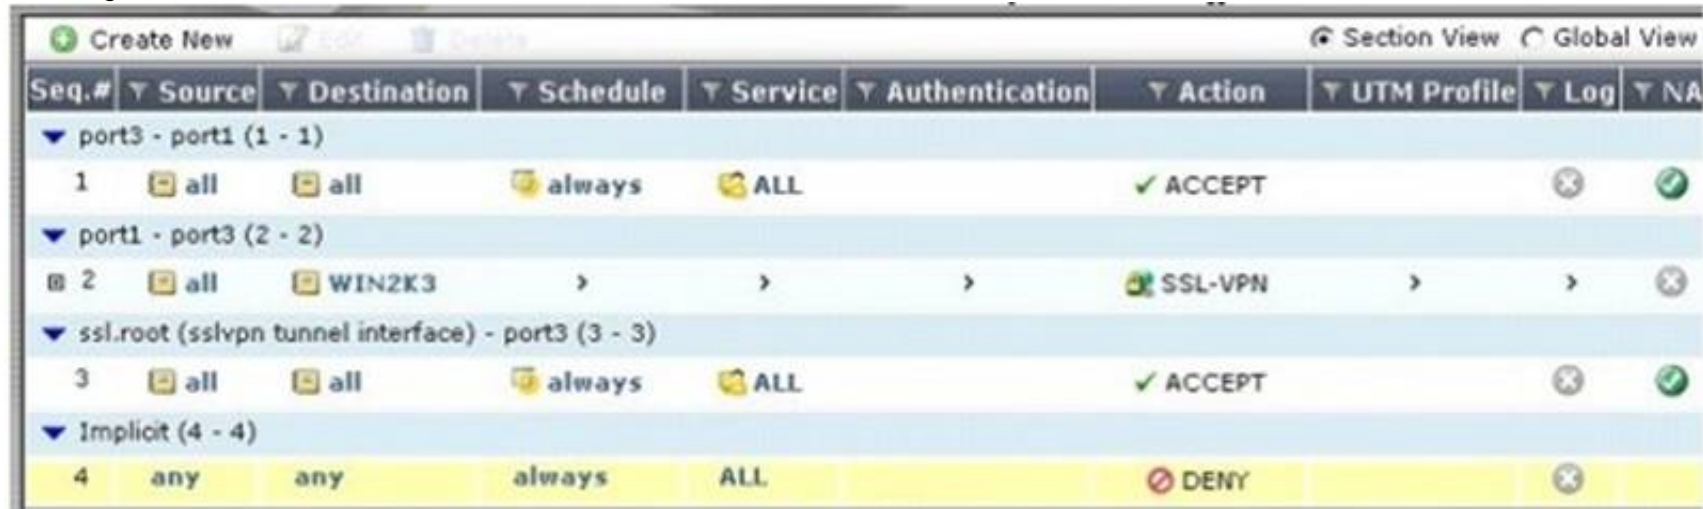 Create New Edit Delete Section View Global View
Seq.# Source Destination Schedule Service Authentication Action UTM Profile Log NA
port3 - port1 (1 - 1)
1 all all always ALL ACCEPT
port1 - port3 (2 - 2)
2 all WIN2K3 > > > SSL-VPN > >
ssl.root (sslvpn tunnel interface) - port3 (3 - 3)
3 all all always ALL ACCEPT
Implicit (4 - 4)
4 any any always ALL DENY